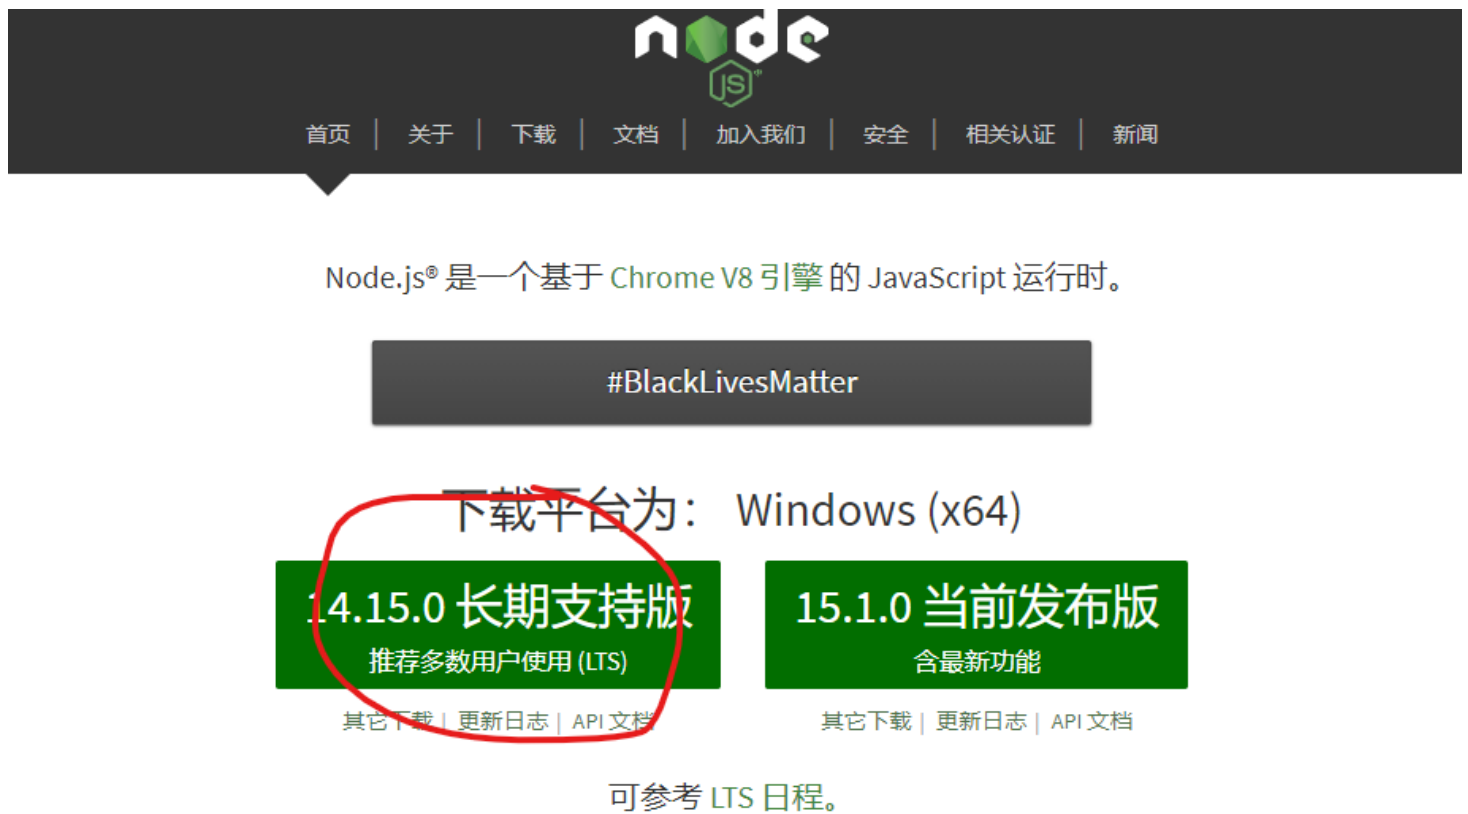 node
JS
首页 | 关于 | 下载 | 文档 | 加入我们 | 安全 | 相关认证 | 新闻
Node.js® 是一个基于 Chrome V8 引擎 的 JavaScript 运行时。
#BlackLivesMatter
下载平台为： Windows (x64)
14.15.0 长期支持版
推荐多数用户使用 (LTS)
其它下载 | 更新日志 | API 文档
15.1.0 当前发布版
含最新功能
其它下载 | 更新日志 | API 文档
可参考 LTS 日程。